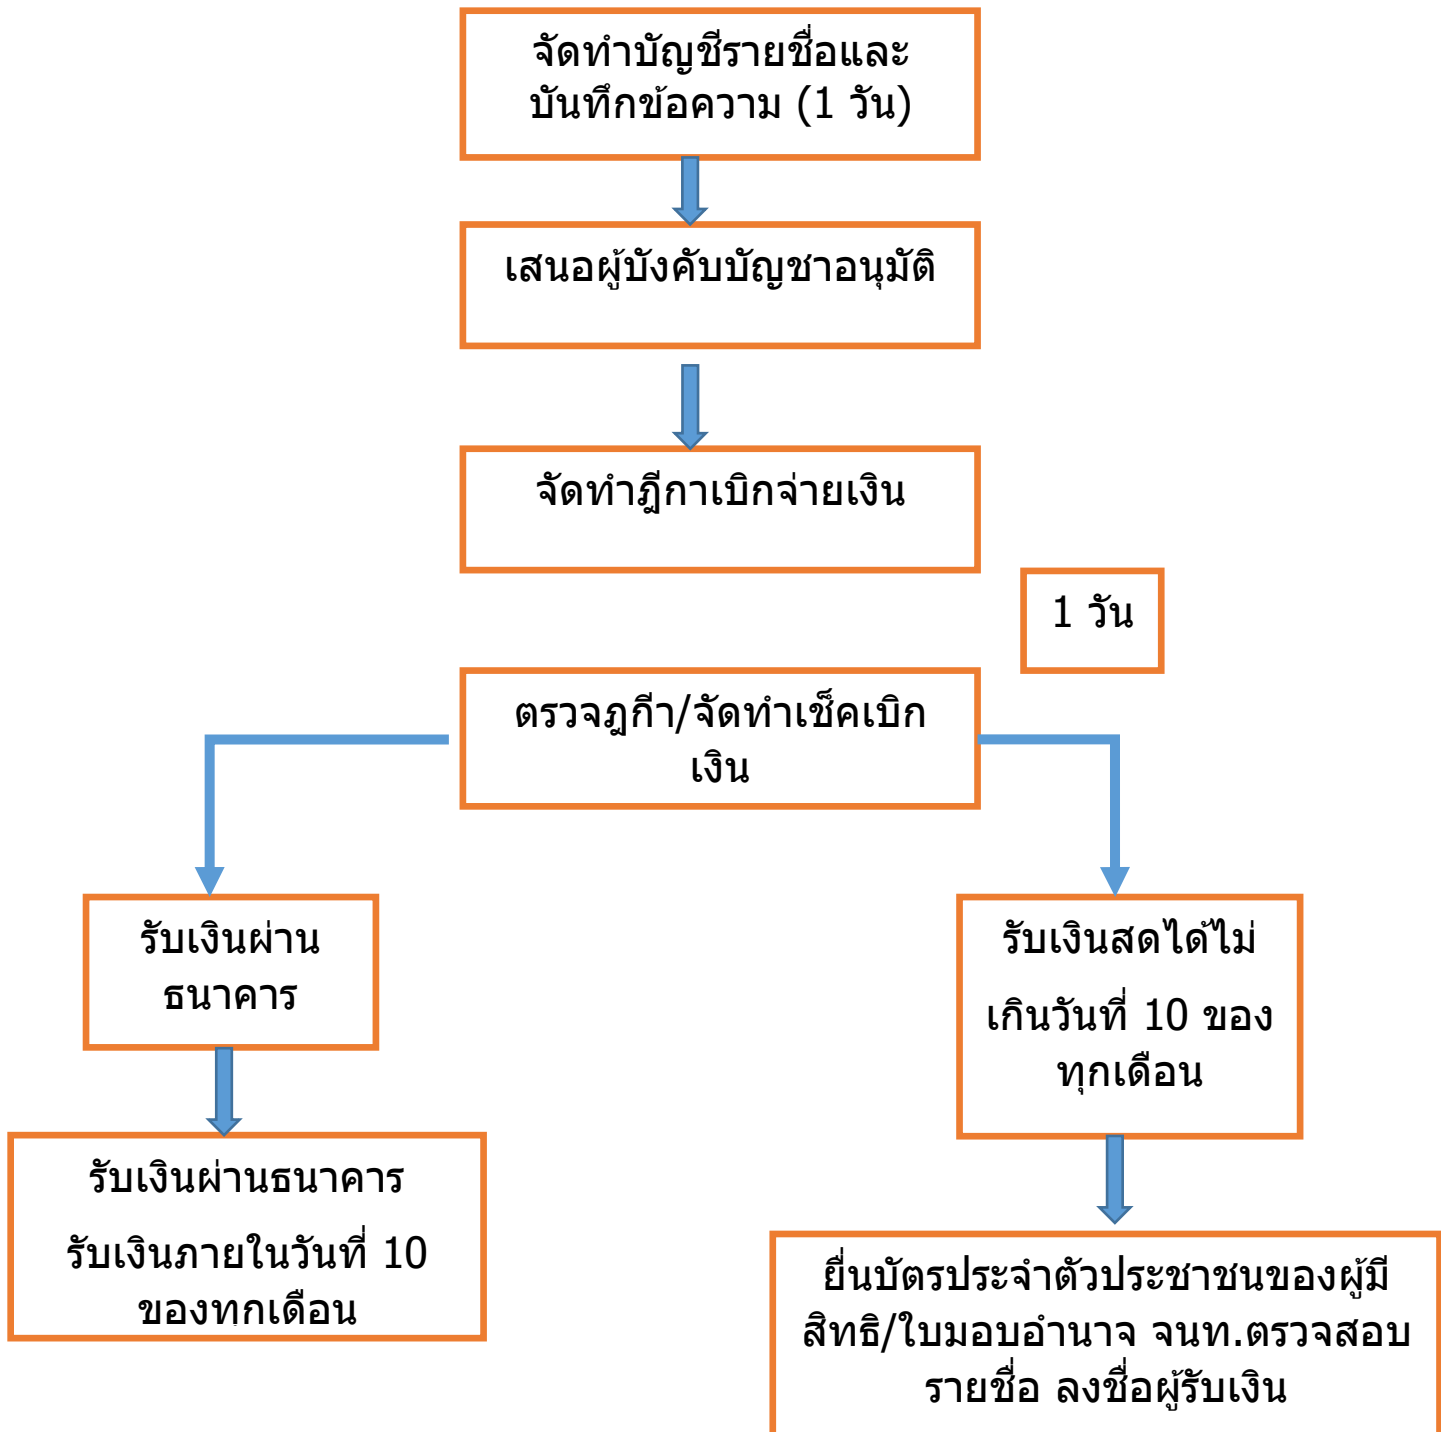 จัดทำบัญชีรายชื่อและ
บันทึกข้อความ (1 วัน)
เสนอผู้บังคับบัญชาอนุมัติ
จัดทำฎีกาเบิกจ่ายเงิน
1 วัน
ตรวจฎกีา/จัดทำเช็คเบิก
เงิน
รับเงินผ่าน
ธนาคาร
รับเงินสดได้ไม่
เกินวันที่ 10 ของ
ทุกเดือน
รับเงินผ่านธนาคาร
รับเงินภายในวันที่ 10
ของทุกเดือน
ยื่นบัตรประจำตัวประชาชนของผู้มี
สิทธิ/ใบมอบอำนาจ จนท.ตรวจสอบ
รายชื่อ ลงชื่อผู้รับเงิน